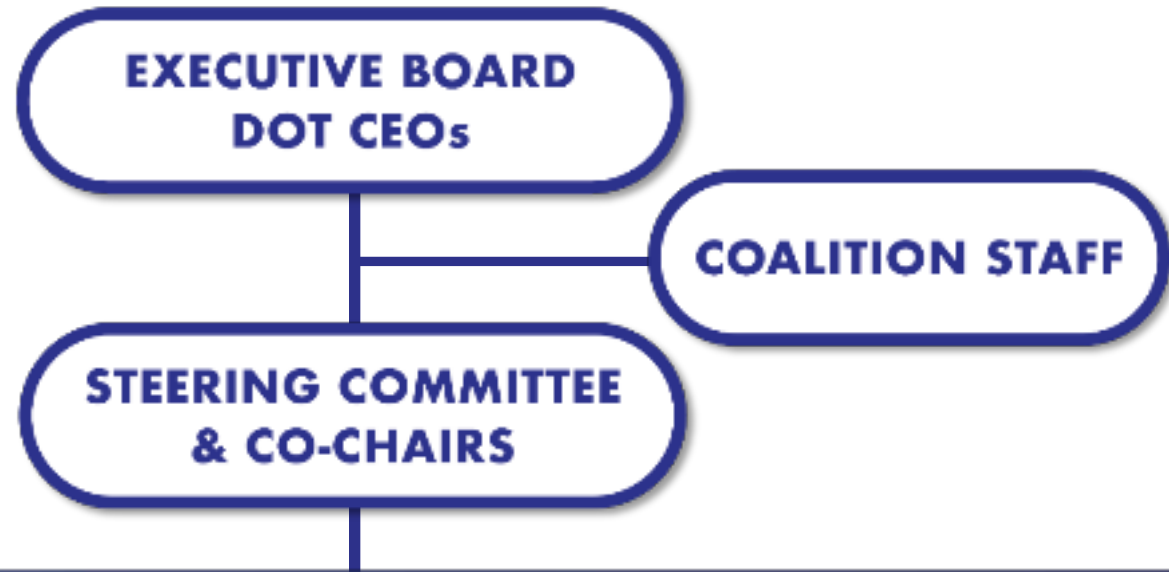 EXECUTIVE BOARD
DOT CEOs
COALITION STAFF
STEERING COMMITTEE
& CO-CHAIRS